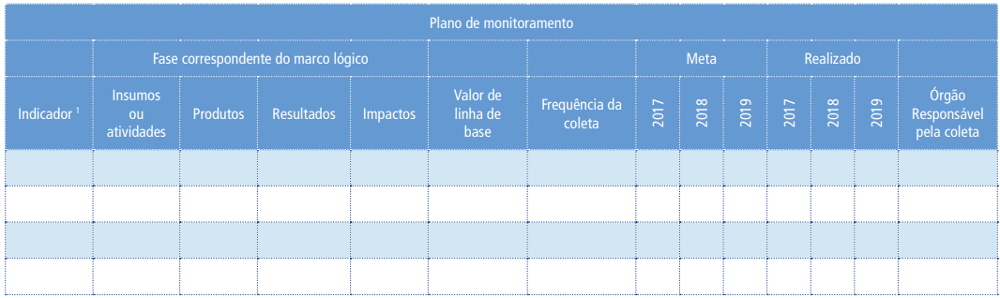 Plano de monitoramento
Fase correspondente do marco lógico
Meta
Realizado
Indicador ¹
Insumos
ou
atividades
Produtos
Resultados
Impactos
Valor de
linha de
base
Frequência da
coleta
2017
2018
2019
2017
2018
2019
Órgão
Responsável
pela coleta